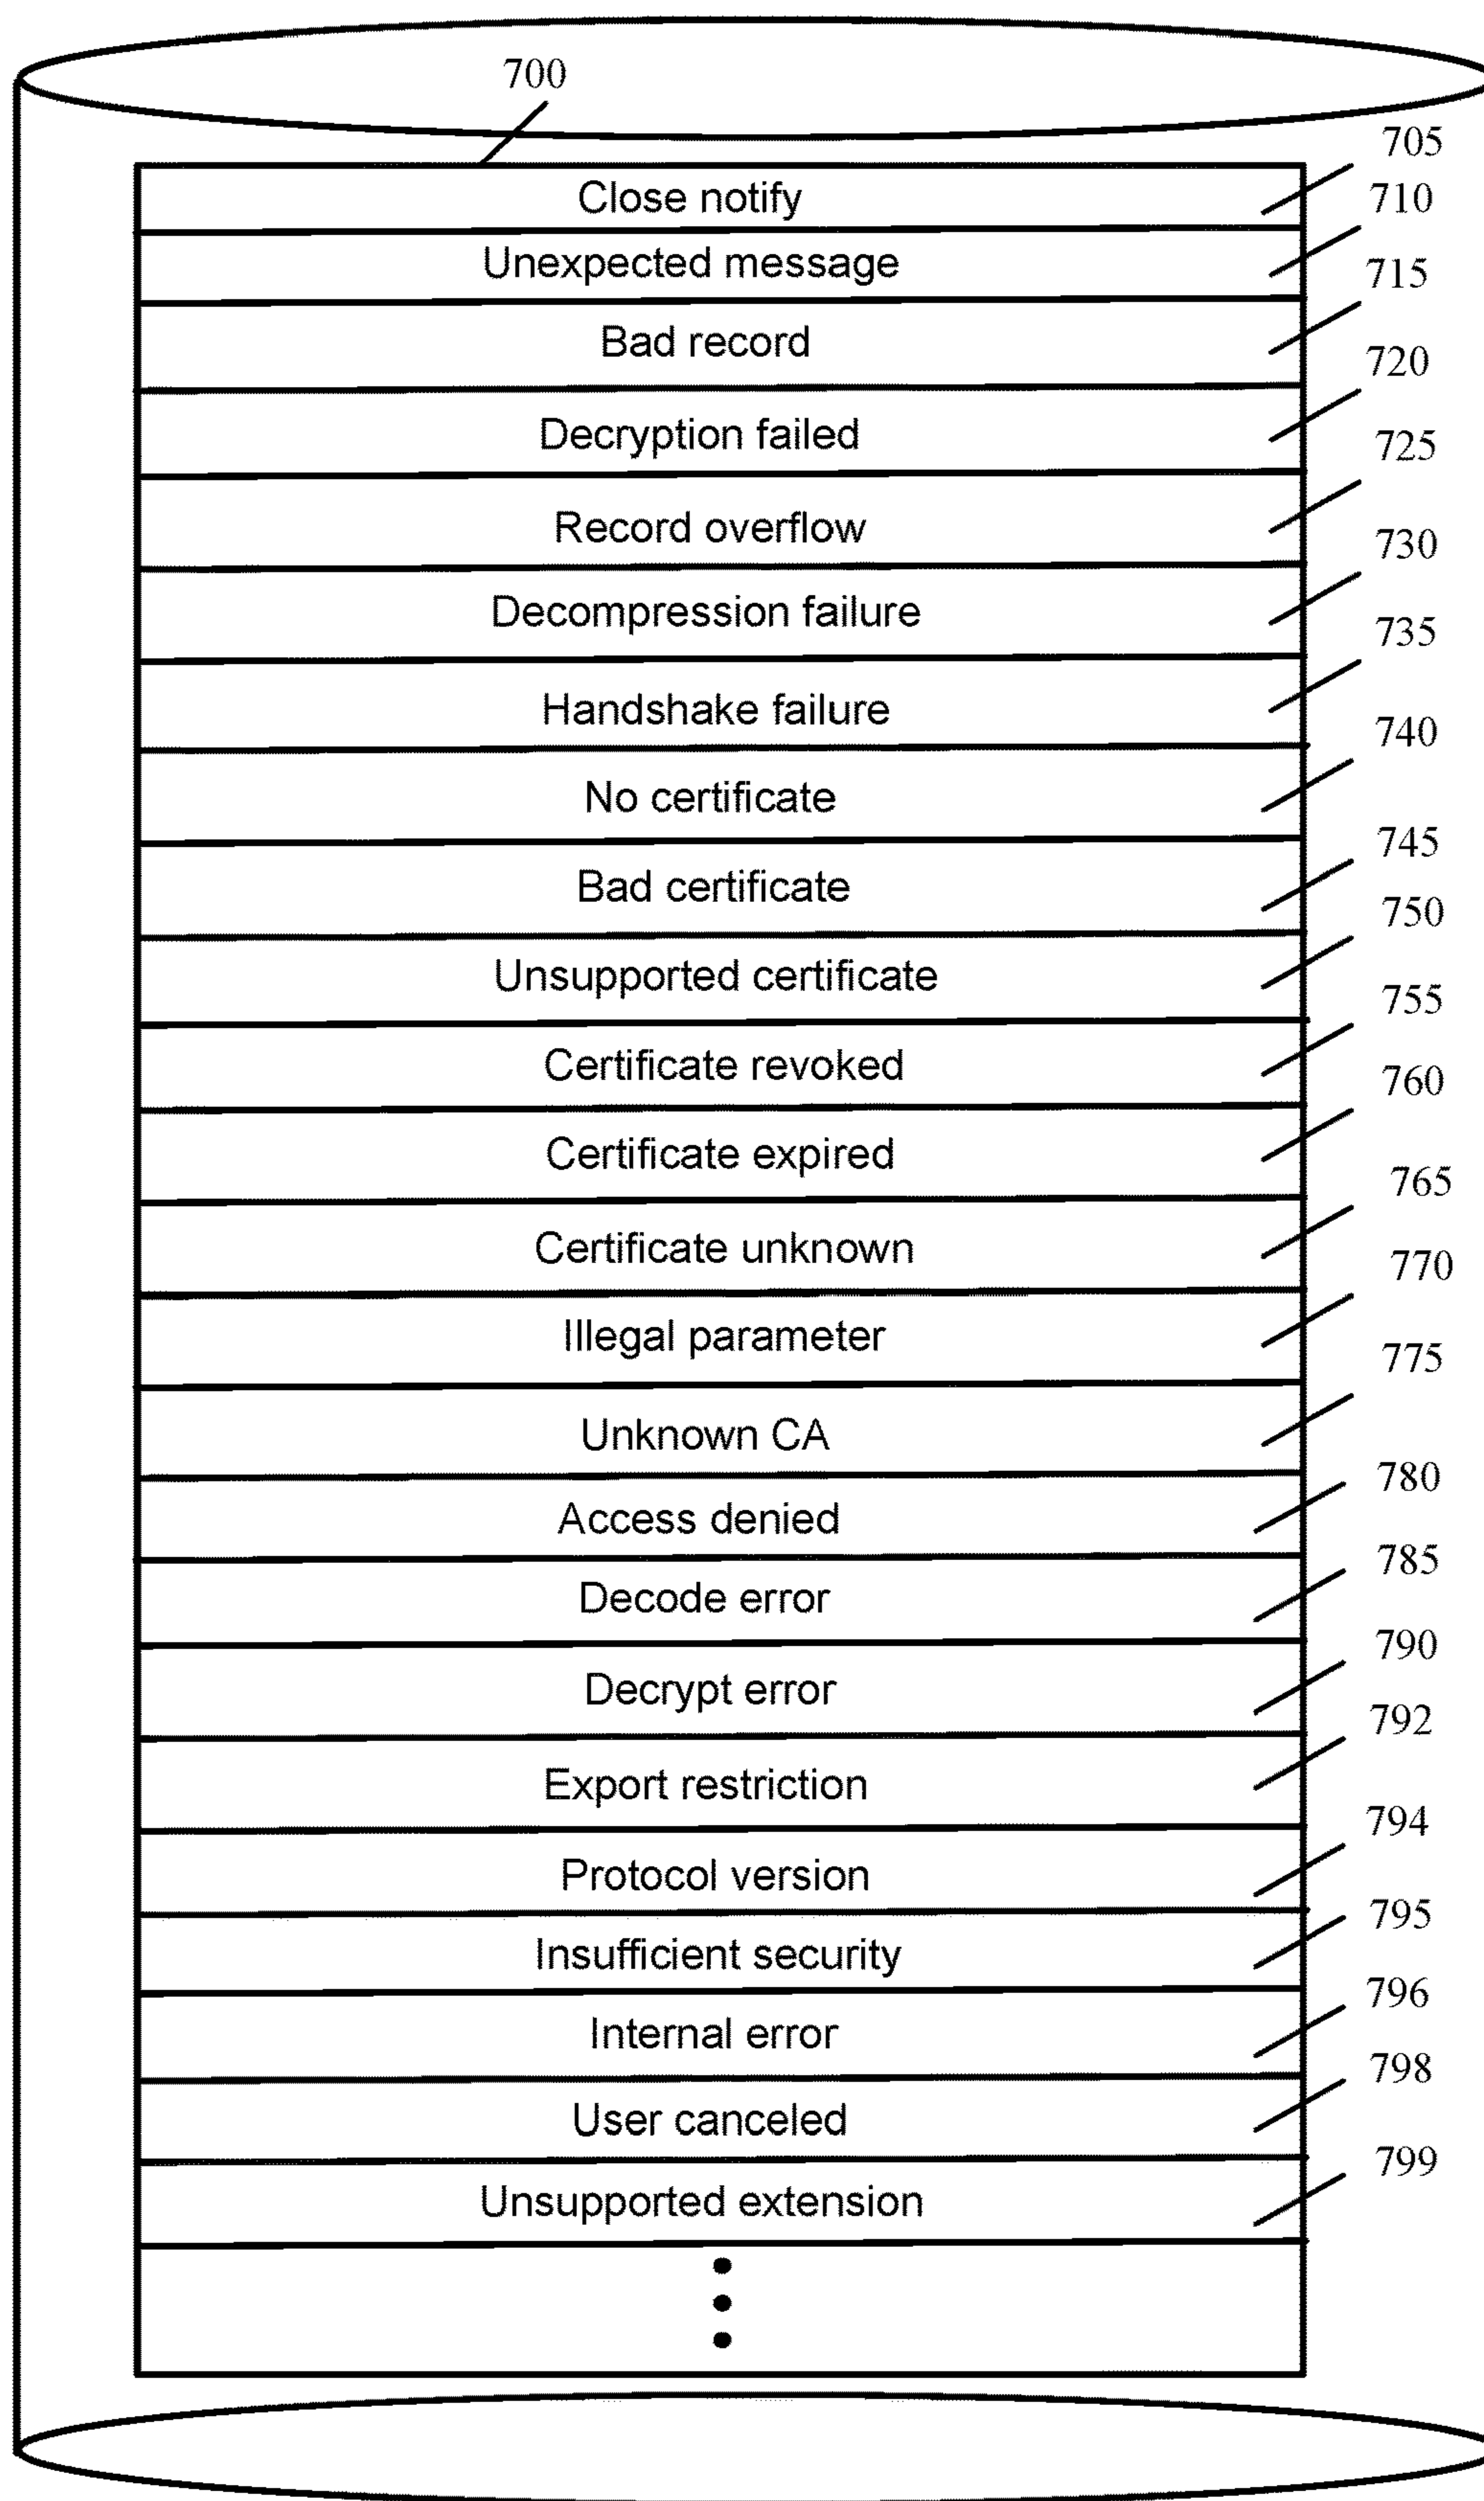 700
705
Close notify
710
Unexpected message
715
Bad record
720
Decryption failed
725
Record overflow
730
Decompression failure
735
Handshake failure
740
No certificate
745
Bad certificate
750
Unsupported certificate
755
Certificate revoked
760
Certificate expired
765
Certificate unknown
770
Illegal parameter
775
Unknown CA
780
Access denied
785
Decode error
790
Decrypt error
792
Export restriction
794
Protocol version
795
Insufficient security
796
Internal error
798
User canceled
799
Unsupported extension